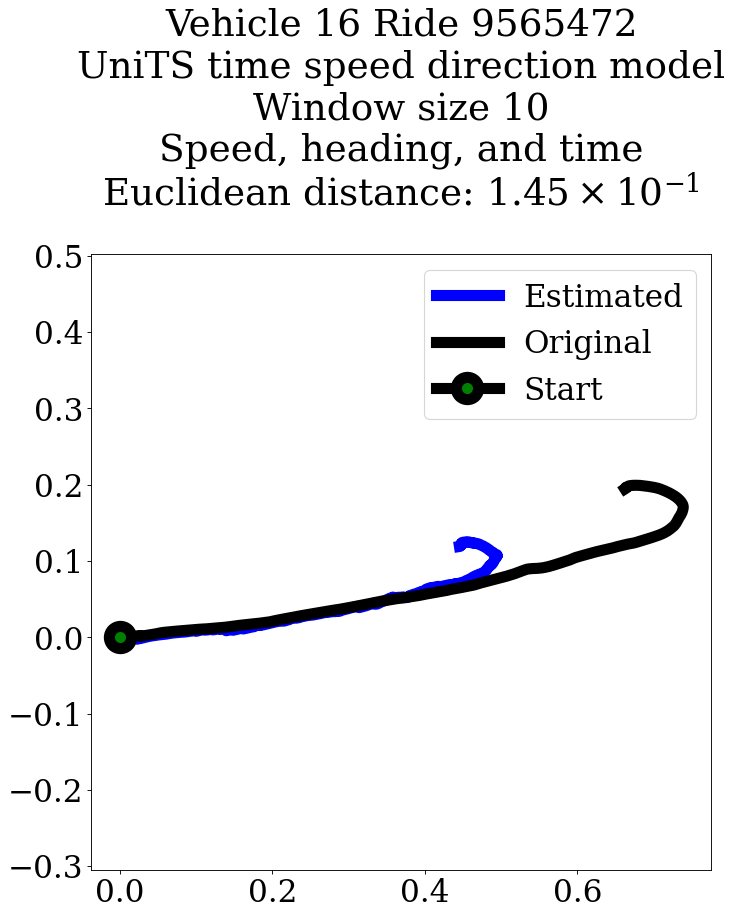 Vehicle 16 Ride 9565472
UniTS time speed direction model
Window size 10
Speed, heading, and time
Euclidean distance: 1.45 × 10⁻¹
Estimated
Original
Start
0.5
0.4
0.3
0.2
0.1
0.0
−0.1
−0.2
−0.3
0.0 0.2 0.4 0.6